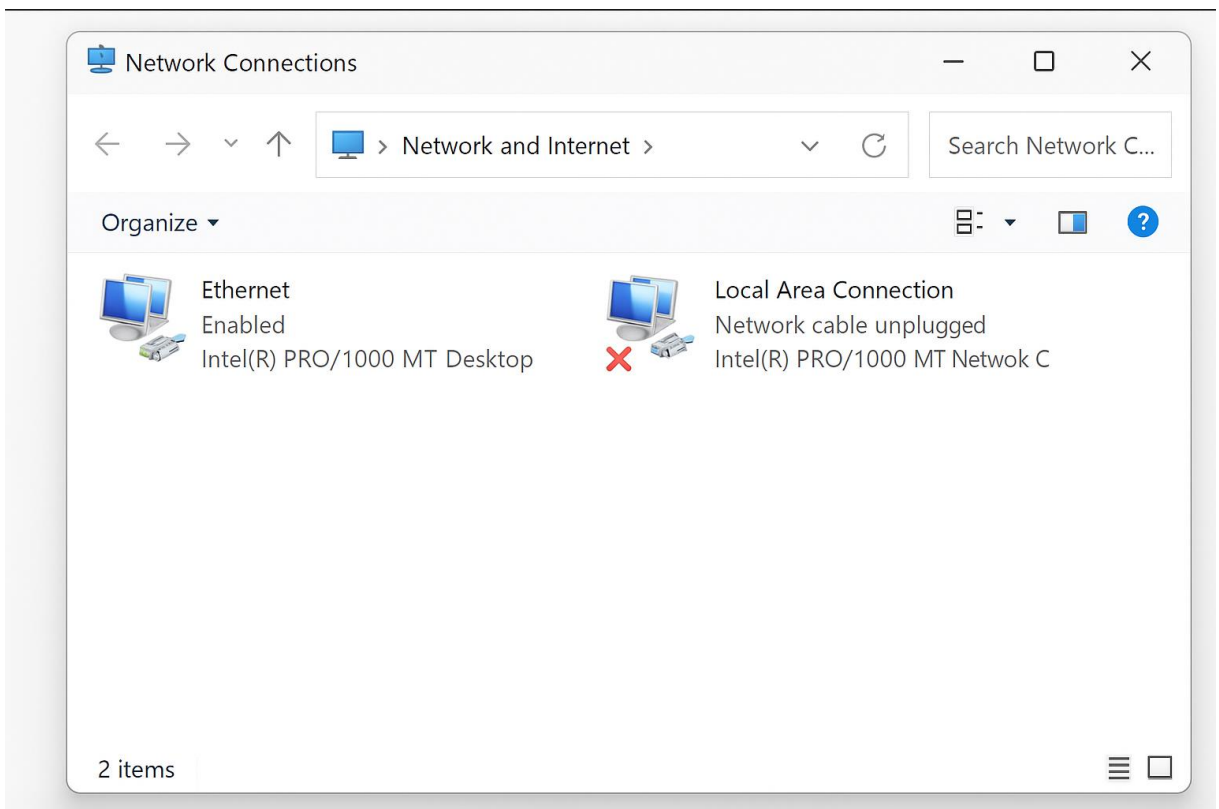 Network Connections
> Network and Internet >
Search Network C...
Organize
?
Ethernet
Enabled
Intel(R) PRO/1000 MT Desktop
Local Area Connection
Network cable unplugged
Intel(R) PRO/1000 MT Netwok C
2 items